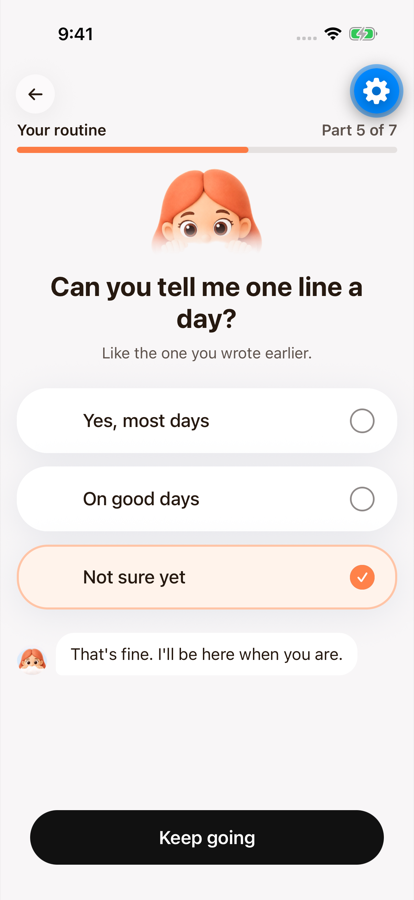 9:41
Your routine
Part 5 of 7
Can you tell me one line a
day?
Like the one you wrote earlier.
Yes, most days
On good days
Not sure yet
That's fine. I'll be here when you are.
Keep going